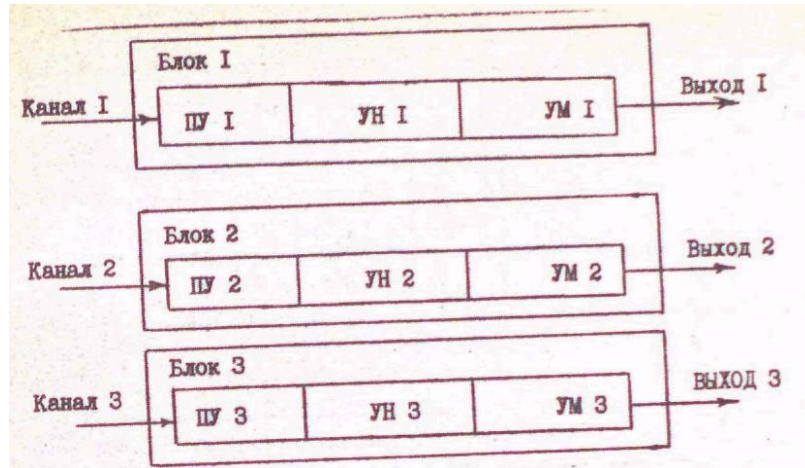 Блок I
Канал I ПУ I УН I УМ I Выход I
Блок 2
Канал 2 ПУ 2 УН 2 УМ 2 Выход 2
Блок 3
Канал 3 ПУ 3 УН 3 УМ 3 ВЫХОД 3